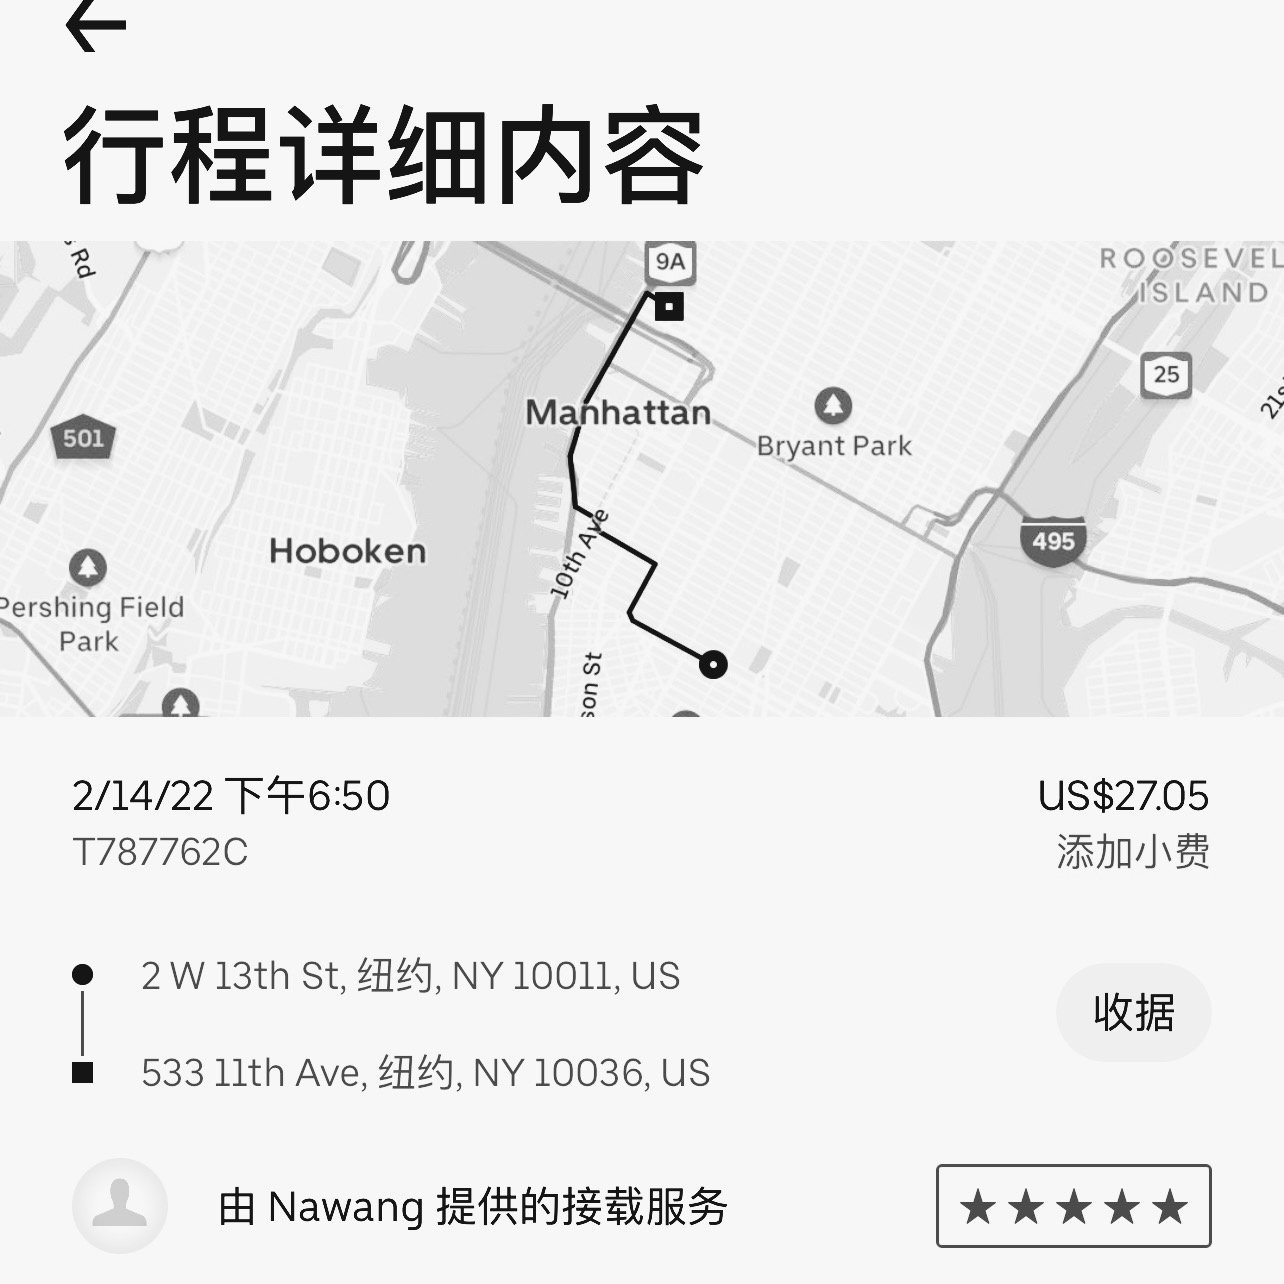 行程详细内容
s Rd
9A
ROOSEVEL
ISLAND
25
21s
501
Manhattan
Bryant Park
495
Hoboken
10th Ave
Pershing Field
Park
son St
2/14/22 下午6:50
US$27.05
T787762C
添加小费
2 W 13th St, 纽约, NY 10011, US
收据
533 11th Ave, 纽约, NY 10036, US
由 Nawang 提供的接载服务